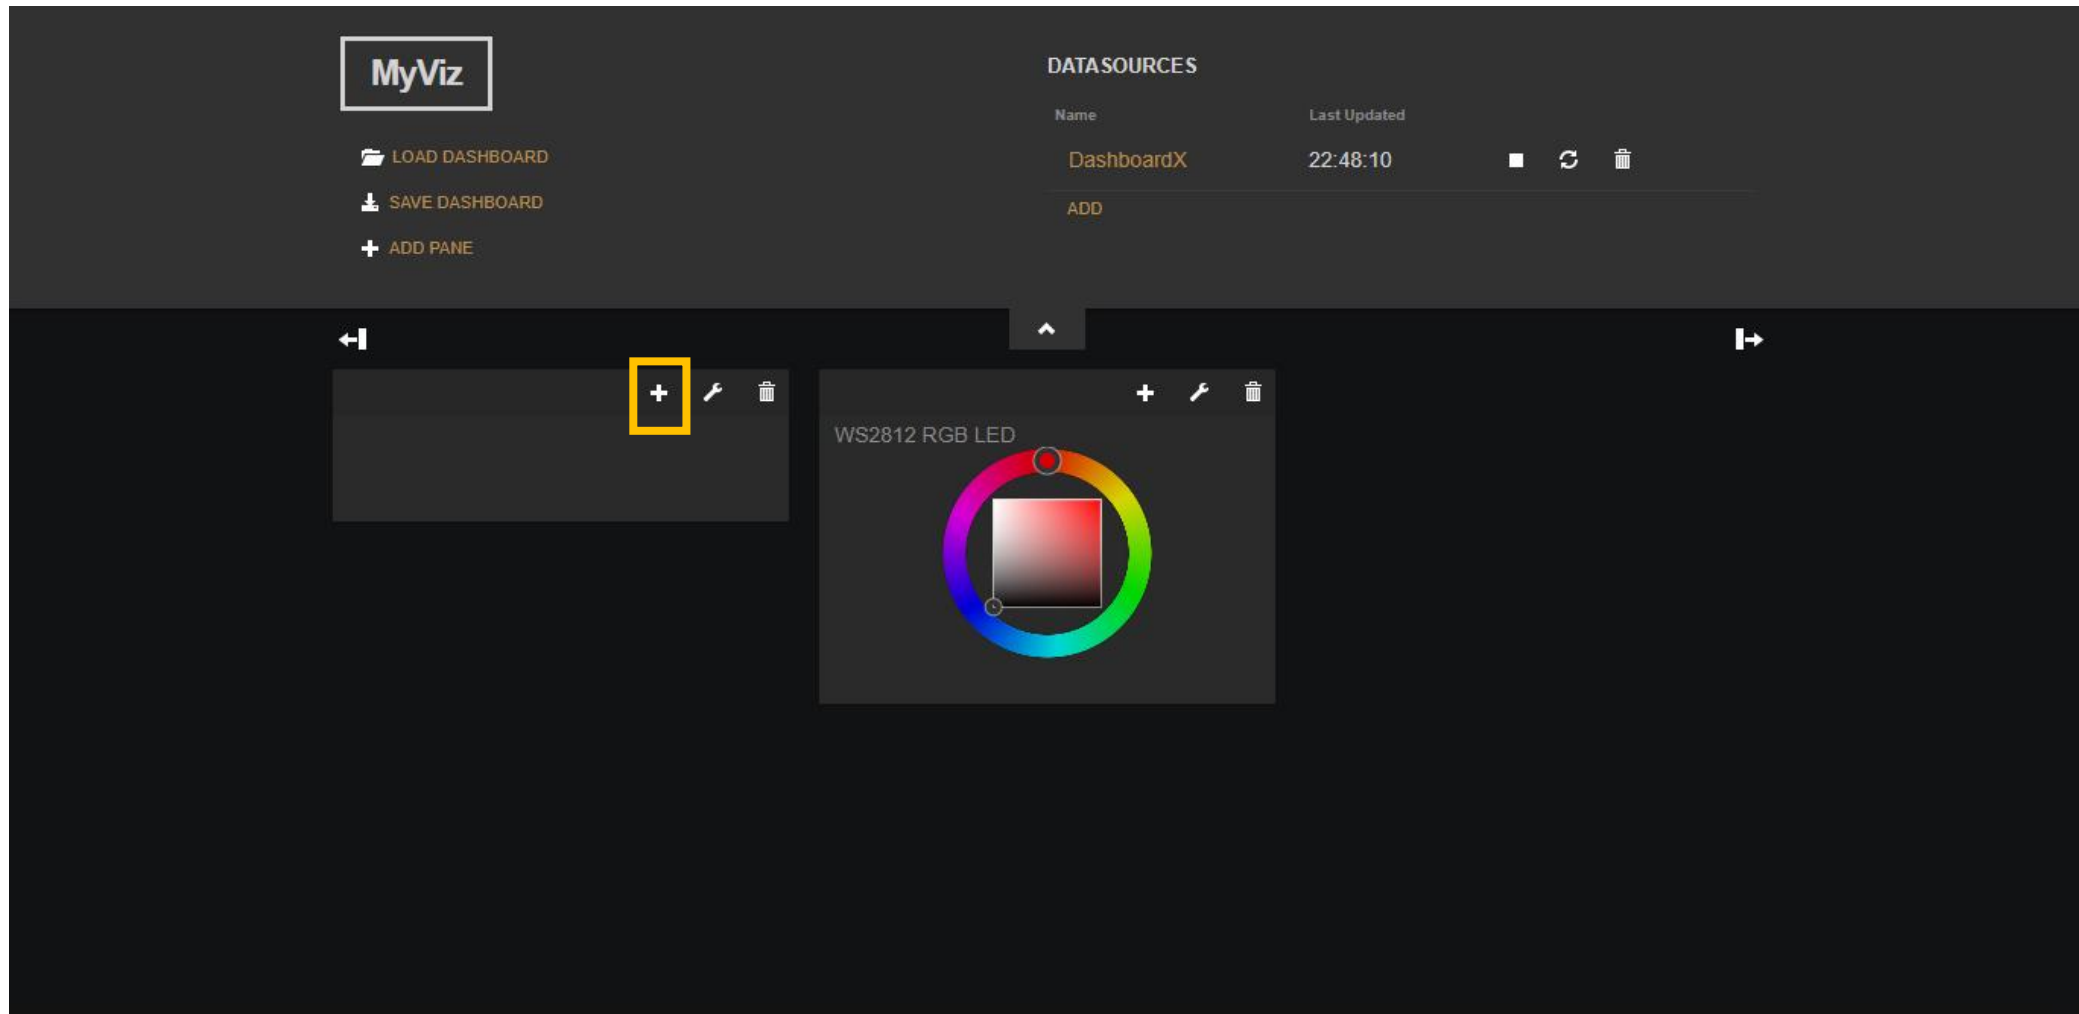 MyViz
LOAD DASHBOARD
SAVE DASHBOARD
ADD PANE
DATASOURCES
Name Last Updated
DashboardX 22:48:10
ADD
WS2812 RGB LED